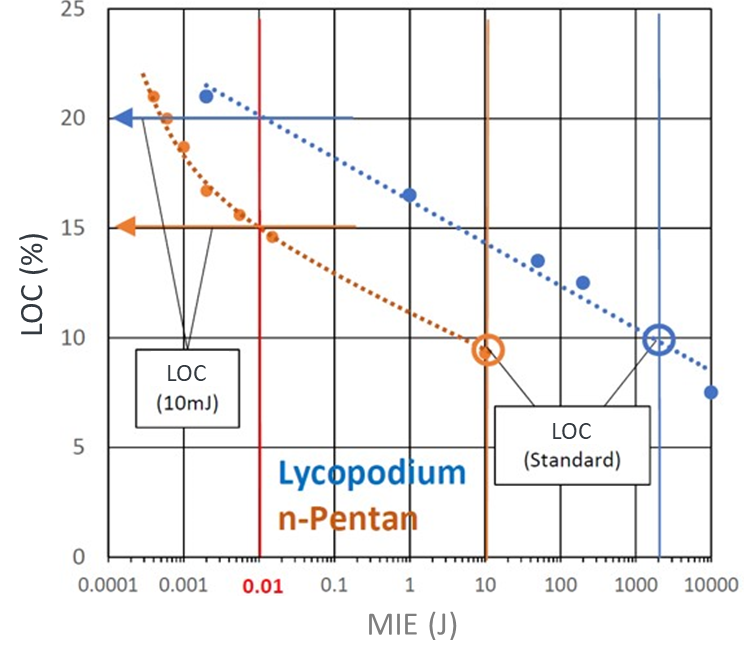 25
20
15
10
5
0
LOC (%)
LOC
(10mJ)
LOC
(Standard)
Lycopodium
n-Pentan
0.0001 0.001 0.01 0.1 1 10 100 1000 10000
MIE (J)